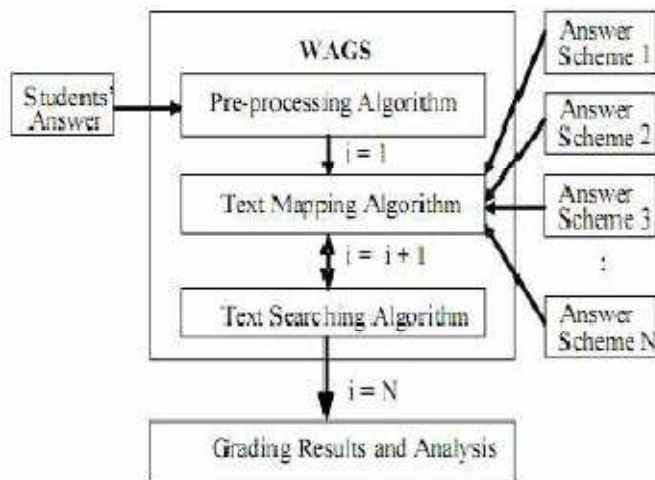 WAGS
Students'
Answer
Pre-processing Algorithm
i = 1
Text Mapping Algorithm
i = i + 1
Text Searching Algorithm
i = N
Grading Results and Analysis
Answer
Scheme 1
Answer
Scheme 2
Answer
Scheme 3
:
Answer
Scheme N